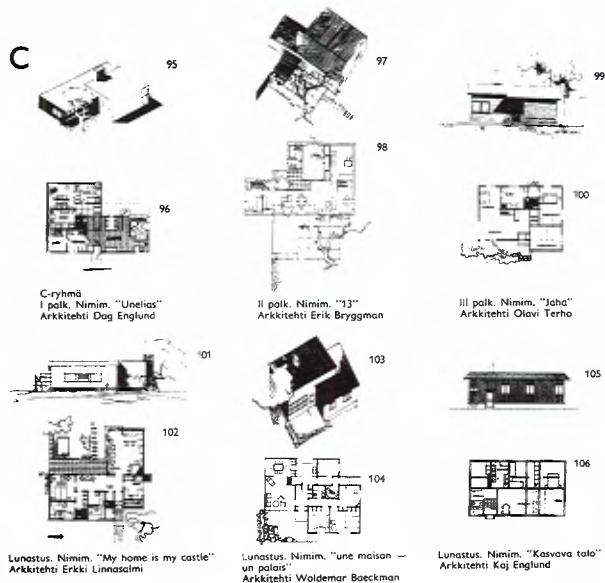 C
95
97
99
98
96
100
C-ryhmä
I palk. Nimim. "Unelias"
Arkkitehti Dag Englund
II palk. Nimim. "13"
Arkkitehti Erik Bryggman
III palk. Nimim. "Jaha"
Arkkitehti Olavi Terho
101
103
105
102
104
106
Lunastus. Nimim. "My home is my castle"
Arkkitehti Erkki Linnasalmi
Lunastus. Nimim. "une maison —
un palais"
Arkkitehti Woldemar Baeckman
Lunastus. Nimim. "Kasvava talo"
Arkkitehti Kaj Englund